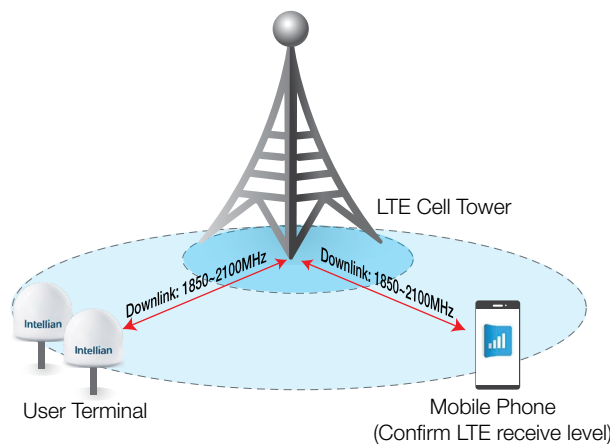 LTE Cell Tower
Downlink: 1850~2100MHz
Downlink: 1850~2100MHz
Intellian
Intellian
User Terminal
Mobile Phone
(Confirm LTE receive level)